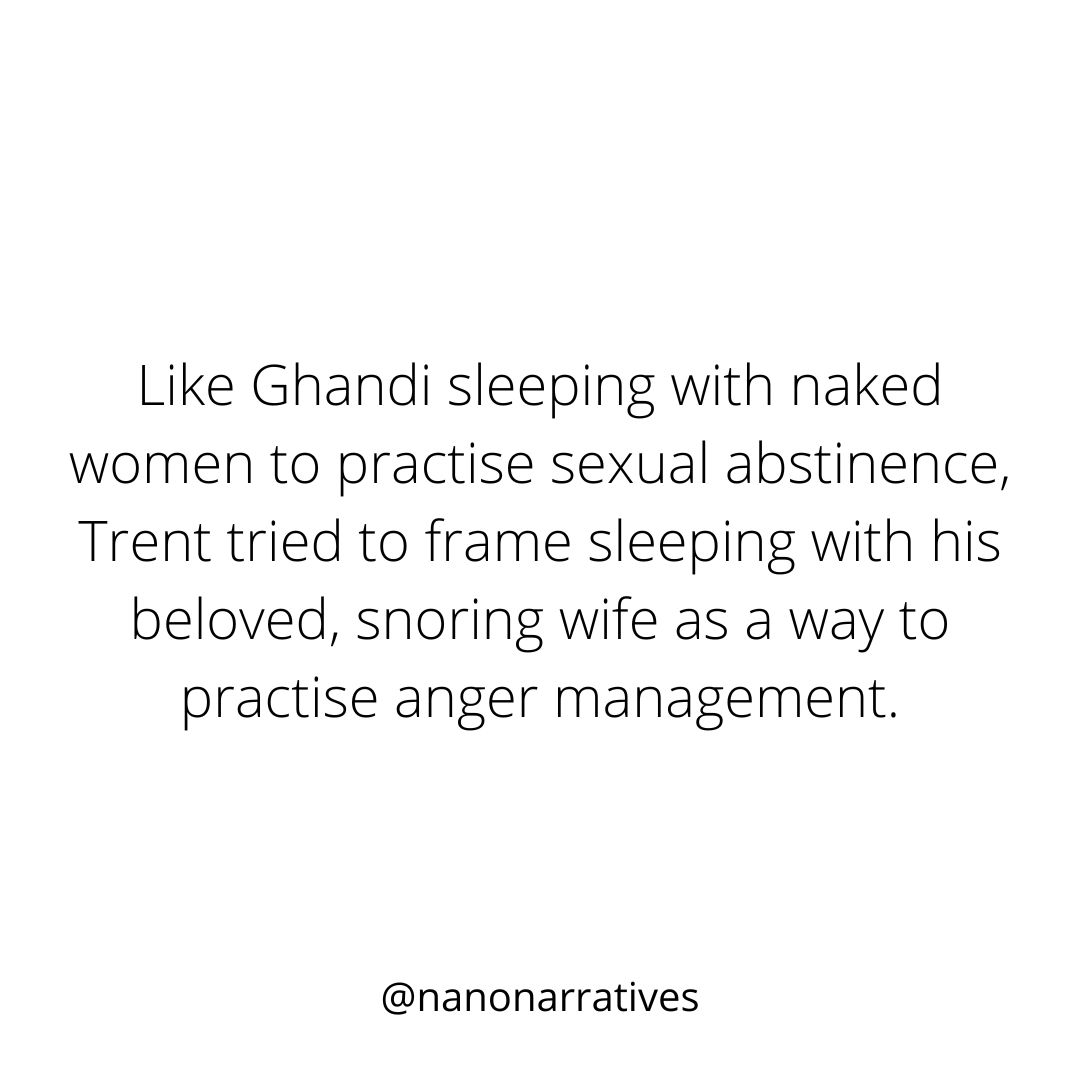 Like Ghandi sleeping with naked
women to practise sexual abstinence,
Trent tried to frame sleeping with his
beloved, snoring wife as a way to
practise anger management.
@nanonarratives